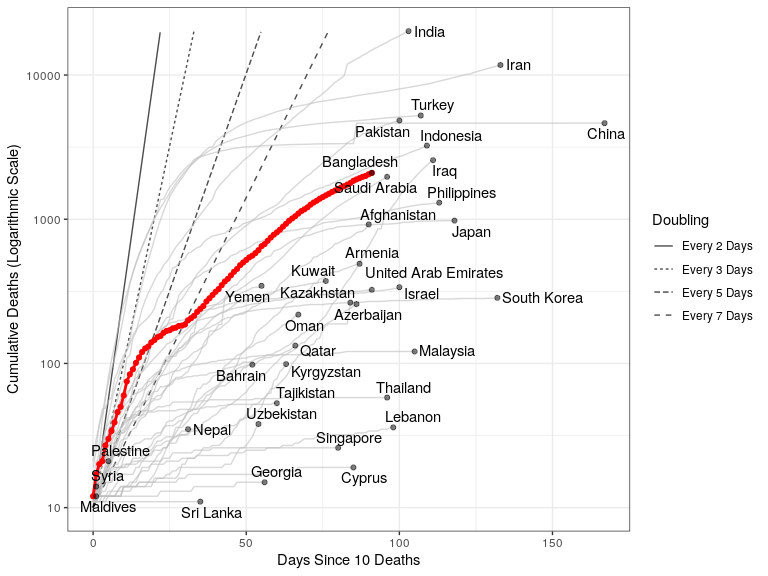 Cumulative Deaths (Logarithmic Scale)
10000
1000
100
10
India
Iran
Turkey
Pakistan
China
Indonesia
Bangladesh
Iraq
Saudi Arabia
Philippines
Afghanistan
Japan
Armenia
Kuwait
United Arab Emirates
Yemen
Kazakhstan
Israel
South Korea
Azerbaijan
Oman
Qatar
Malaysia
Bahrain
Kyrgyzstan
Thailand
Tajikistan
Uzbekistan
Lebanon
Nepal
Singapore
Palestine
Syria
Georgia
Cyprus
Maldives
Sri Lanka
0
50
100
150
Days Since 10 Deaths
Doubling
Every 2 Days
Every 3 Days
Every 5 Days
Every 7 Days